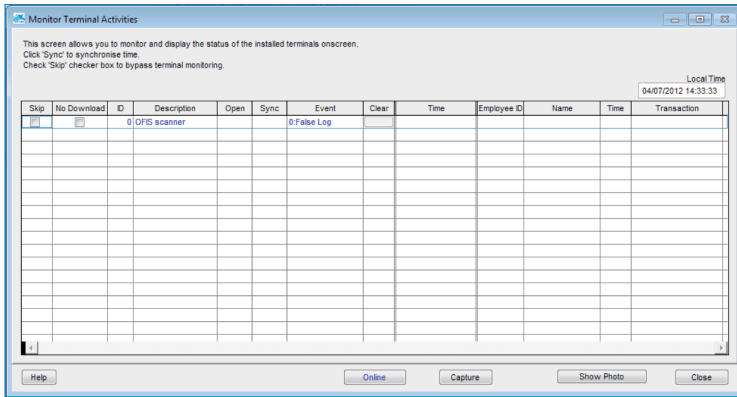 Monitor Terminal Activities
This screen allows you to monitor and display the status of the installed terminals onscreen.
Click 'Sync' to synchronise time.
Check 'Skip' checker box to bypass terminal monitoring.
Local Time
04/07/2012 14:33:33
Skip No Download ID Description Open Sync Event Clear Time Employee ID Name Time Transaction
0 OFIS scanner 0:False Log
Help Online Capture Show Photo Close